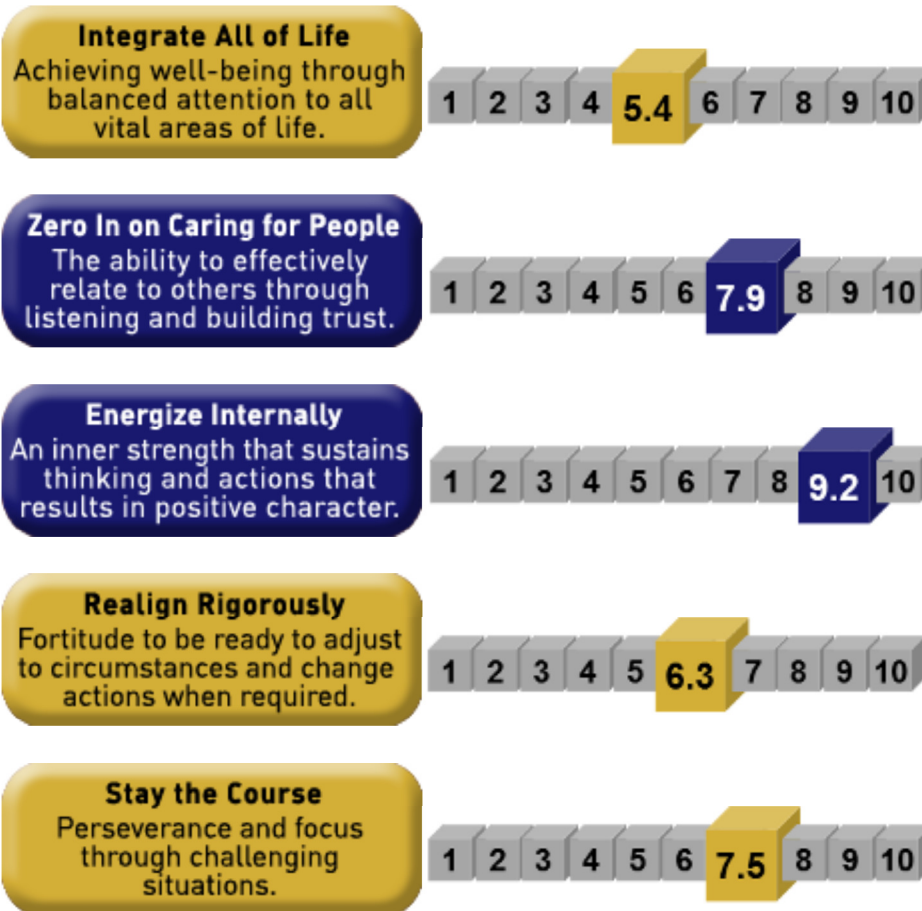 Integrate All of Life
Achieving well-being through
balanced attention to all
vital areas of life.
1 2 3 4 5.4 6 7 8 9 10
Zero In on Caring for People
The ability to effectively
relate to others through
listening and building trust.
1 2 3 4 5 6 7.9 8 9 10
Energize Internally
An inner strength that sustains
thinking and actions that
results in positive character.
1 2 3 4 5 6 7 8 9.2 10
Realign Rigorously
Fortitude to be ready to adjust
to circumstances and change
actions when required.
1 2 3 4 5 6.3 7 8 9 10
Stay the Course
Perseverance and focus
through challenging
situations.
1 2 3 4 5 6 7.5 8 9 10